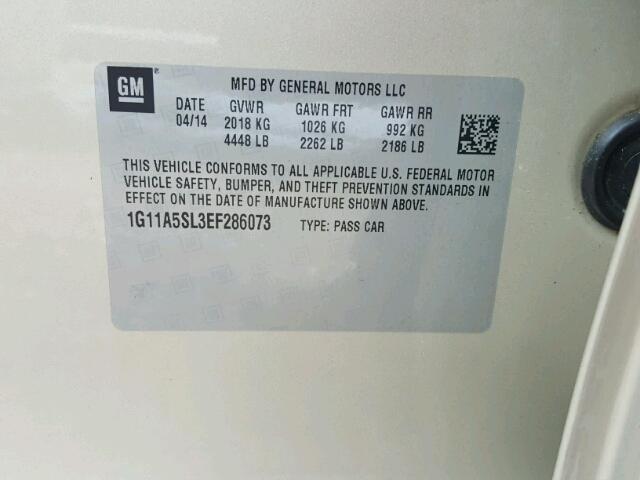 GM ®
MFD BY GENERAL MOTORS LLC
DATE GVWR GAWR FRT GAWR RR
04/14 2018 KG 1026 KG 992 KG
4448 LB 2262 LB 2186 LB
THIS VEHICLE CONFORMS TO ALL APPLICABLE U.S. FEDERAL MOTOR
VEHICLE SAFETY, BUMPER, AND THEFT PREVENTION STANDARDS IN
EFFECT ON THE DATE OF MANUFACTURE SHOWN ABOVE.
1G11A5SL3EF286073 TYPE: PASS CAR